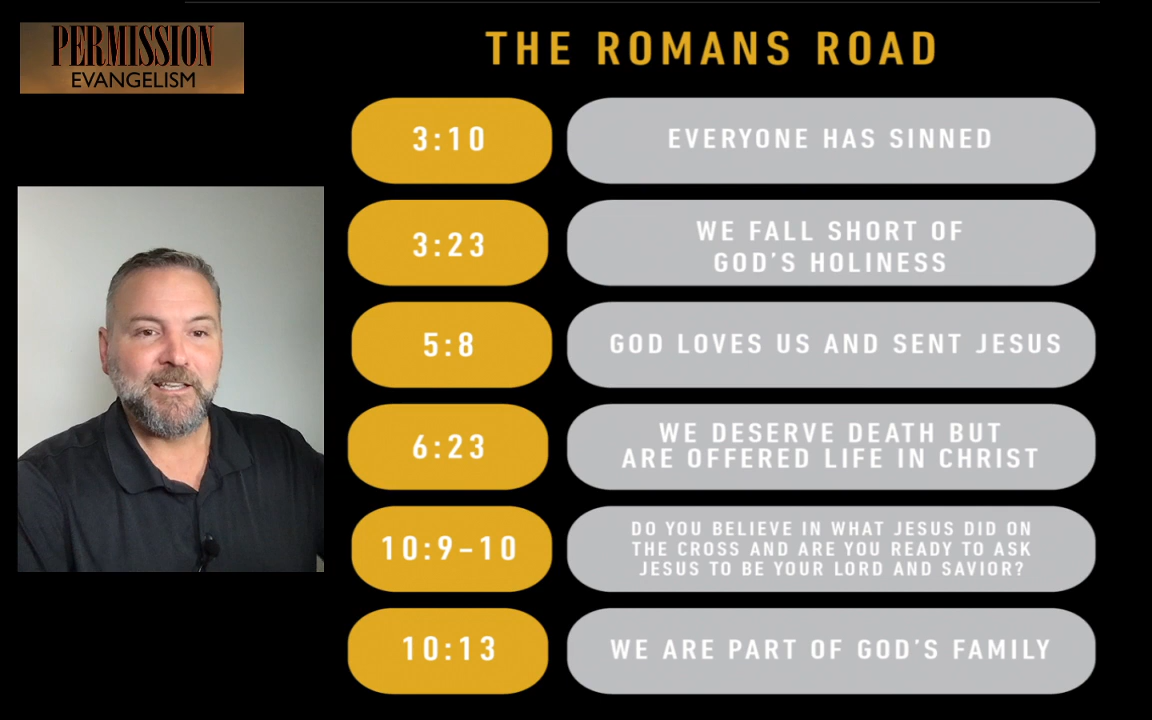 PERMISSION
EVANGELISM
THE ROMANS ROAD
3:10
EVERYONE HAS SINNED
3:23
WE FALL SHORT OF
GOD'S HOLINESS
5:8
GOD LOVES US AND SENT JESUS
6:23
WE DESERVE DEATH BUT
ARE OFFERED LIFE IN CHRIST
10:9-10
DO YOU BELIEVE IN WHAT JESUS DID ON
THE CROSS AND ARE YOU READY TO ASK
JESUS TO BE YOUR LORD AND SAVIOR?
10:13
WE ARE PART OF GOD'S FAMILY